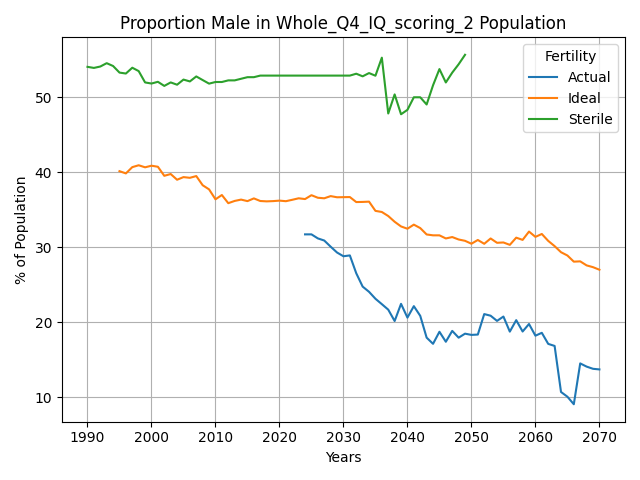 Proportion Male in Whole_Q4_IQ_scoring_2 Population
% of Population
50
40
30
20
10
Fertility
Actual
Ideal
Sterile
1990 2000 2010 2020 2030 2040 2050 2060 2070
Years